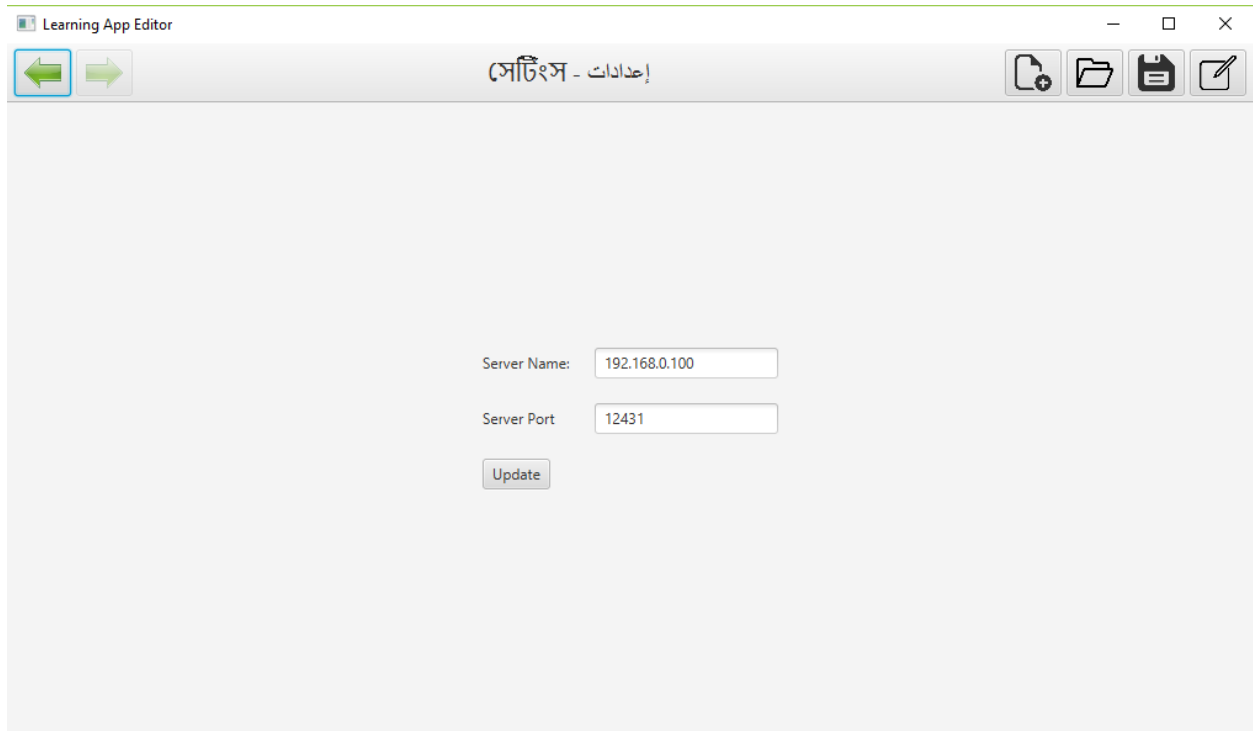 Learning App Editor
সেটিংস - إعدادات
Server Name: 192.168.0.100
Server Port 12431
Update